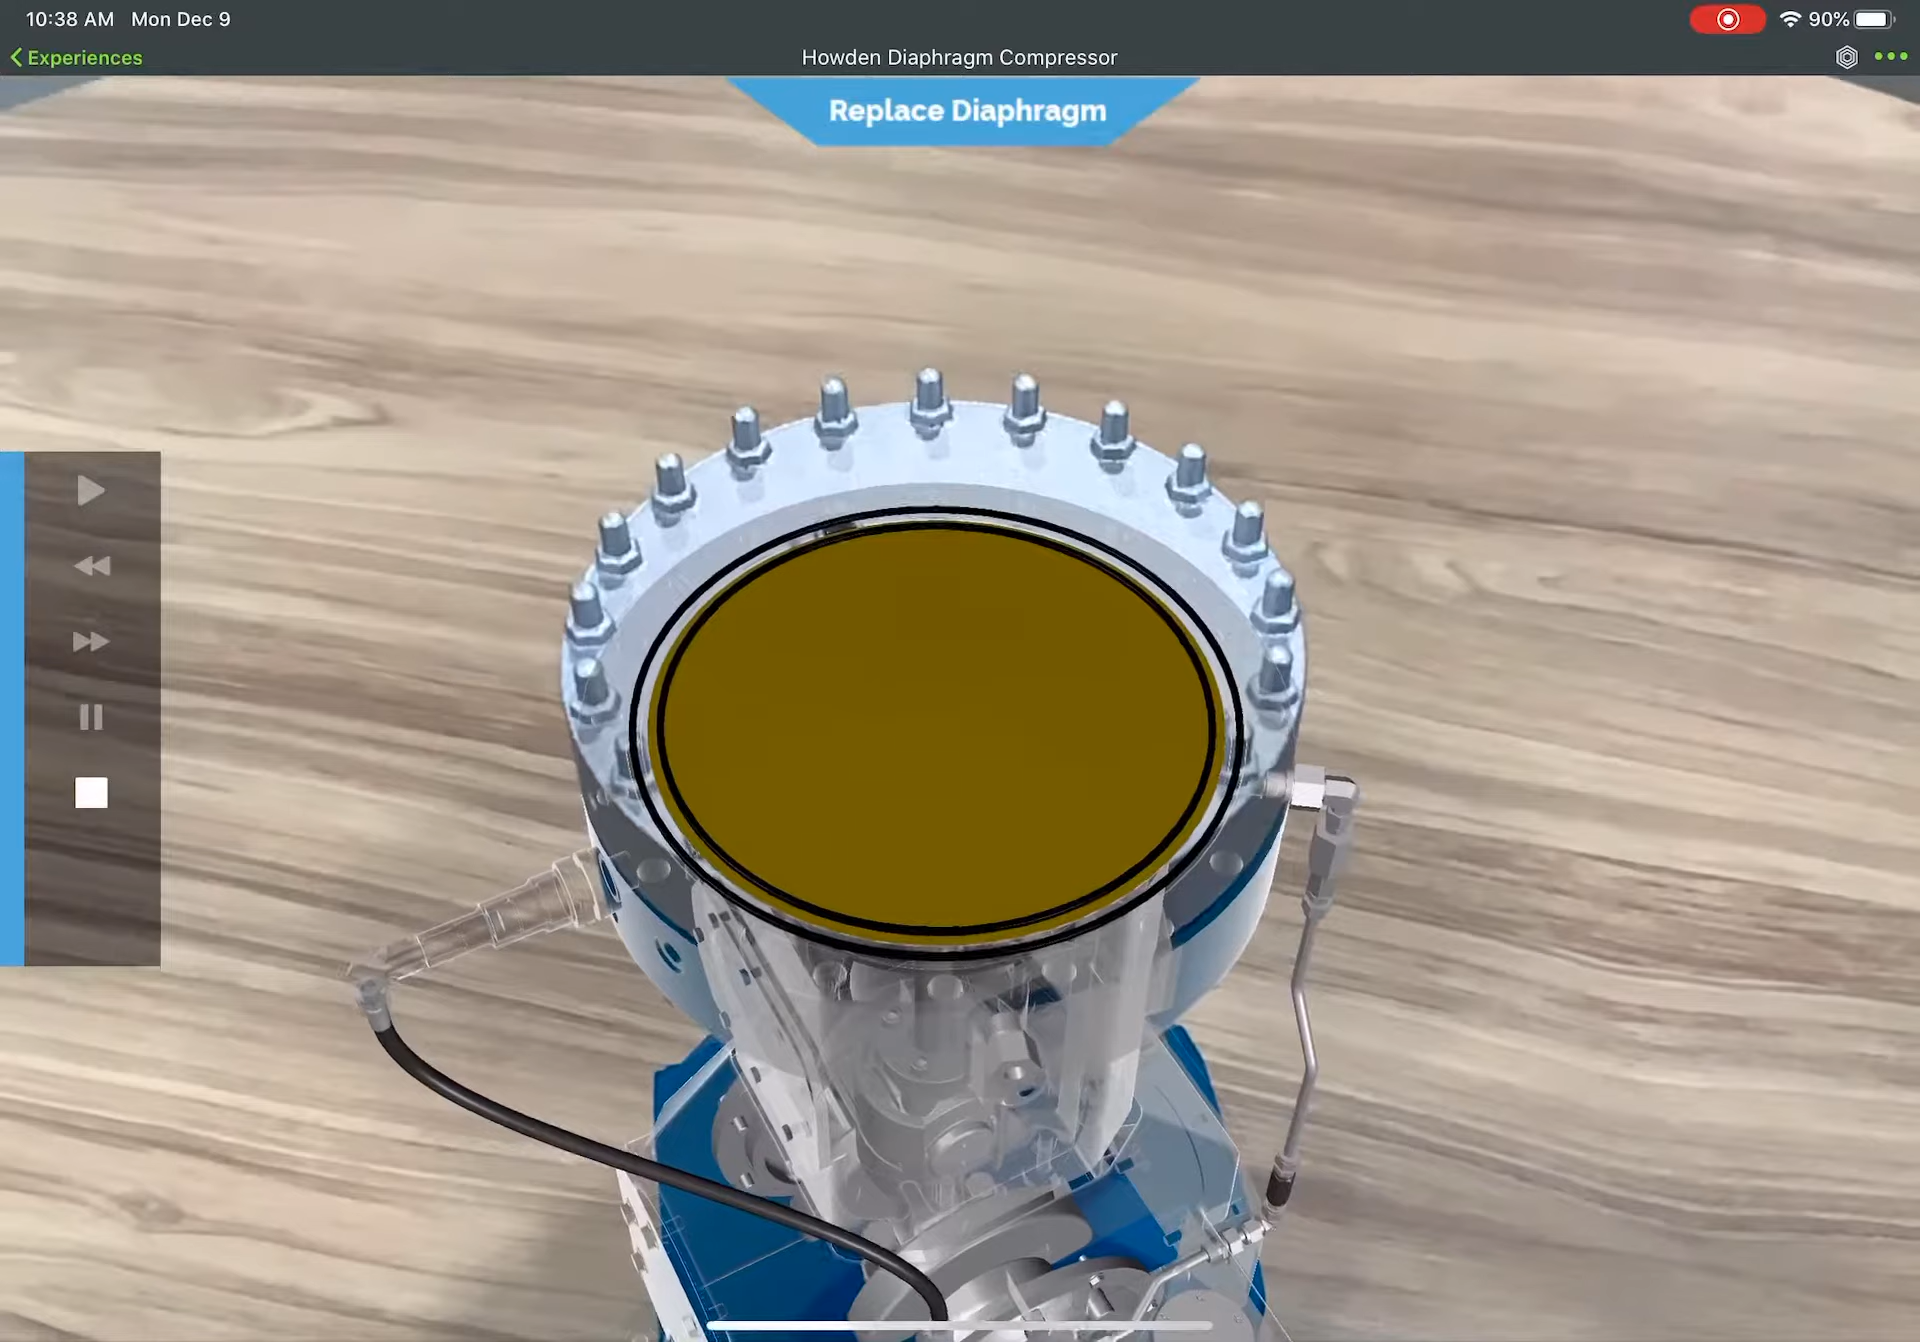 10:38 AM Mon Dec 9
90%
Experiences
Howden Diaphragm Compressor
Replace Diaphragm